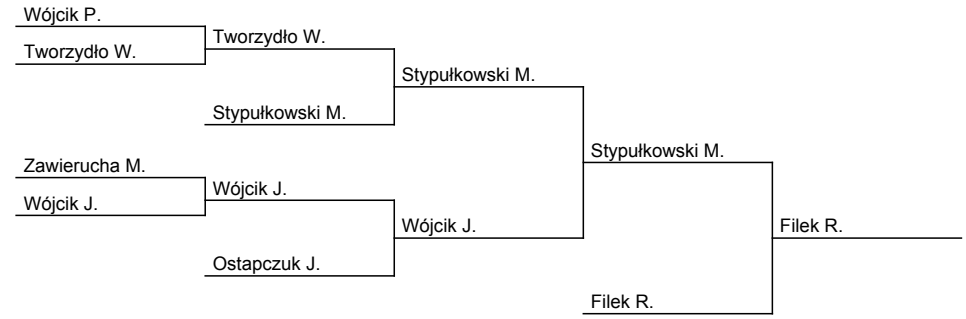 Wójcik P.
Tworzydło W.
Tworzydło W.
Stypułkowski M.
Stypułkowski M.
Stypułkowski M.
Zawierucha M.
Wójcik J.
Wójcik J.
Wójcik J.
Filek R.
Ostapczuk J.
Filek R.